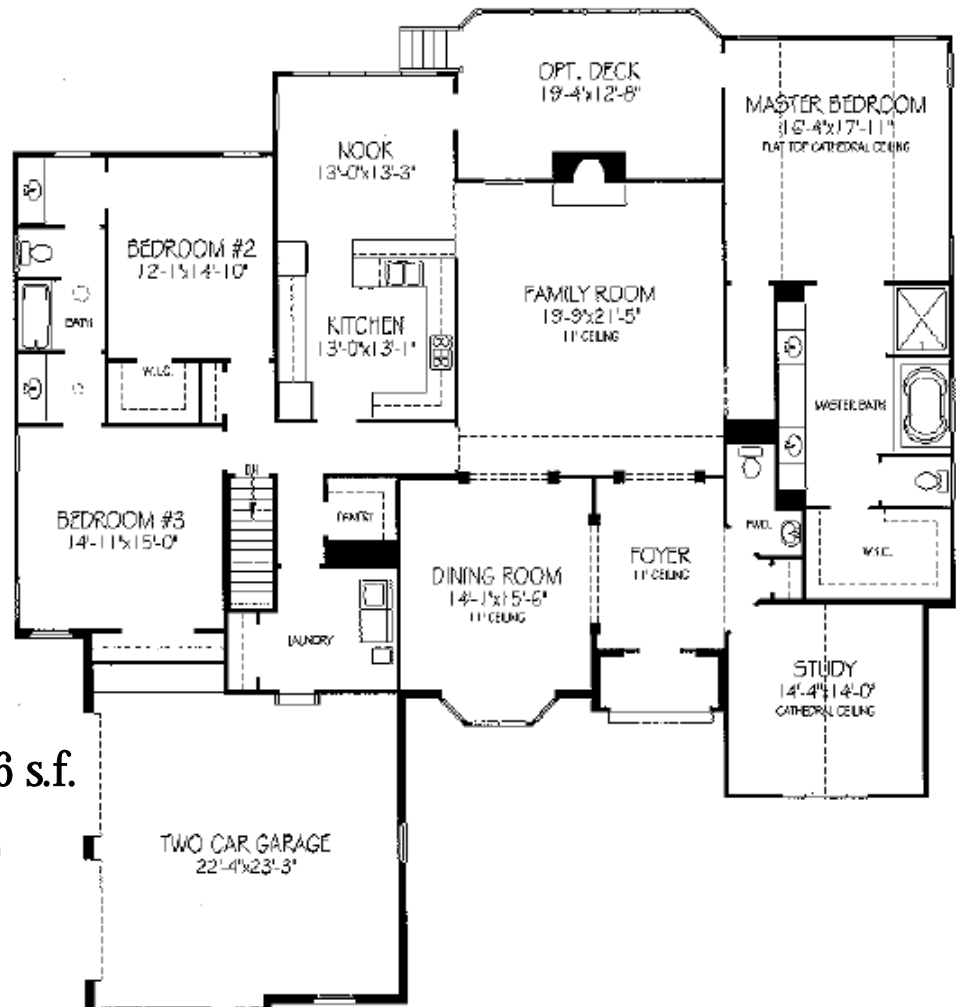 OPT. DECK
19'-4"x12'-8"
MASTER BEDROOM
16'-4"x17'-11"
FLAT TOP CATHEDRAL CEILING
NOOK
13'-0"x13'-3"
BEDROOM #2
12'-1"x14'-10"
BATH
W.I.C.
KITCHEN
13'-0"x13'-1"
FAMILY ROOM
19'-9"x21'-5"
11' CEILING
MASTER BATH
DN
BEDROOM #3
14'-11"x15'-0"
PANTRY
PWD.
W.I.C.
DINING ROOM
14'-1"x15'-6"
11' CEILING
FOYER
11' CEILING
LAUNDRY
STUDY
14'-4"x14'-0"
CATHEDRAL CEILING
6 s.f.
TWO CAR GARAGE
22'-4"x23'-3"